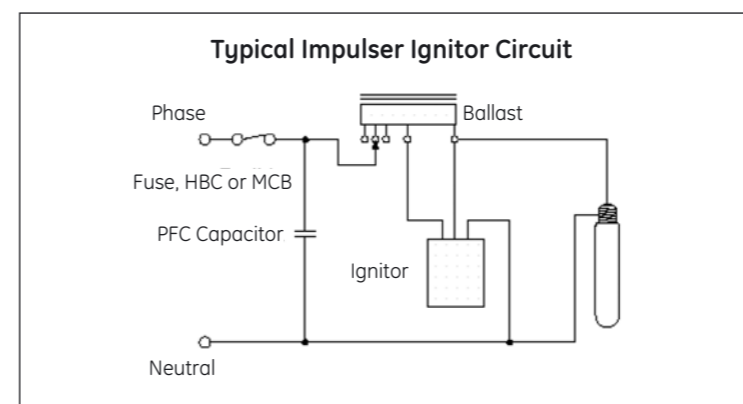 Typical Impulser Ignitor Circuit
Phase
Ballast
Fuse, HBC or MCB
PFC Capacitor
Ignitor
Neutral